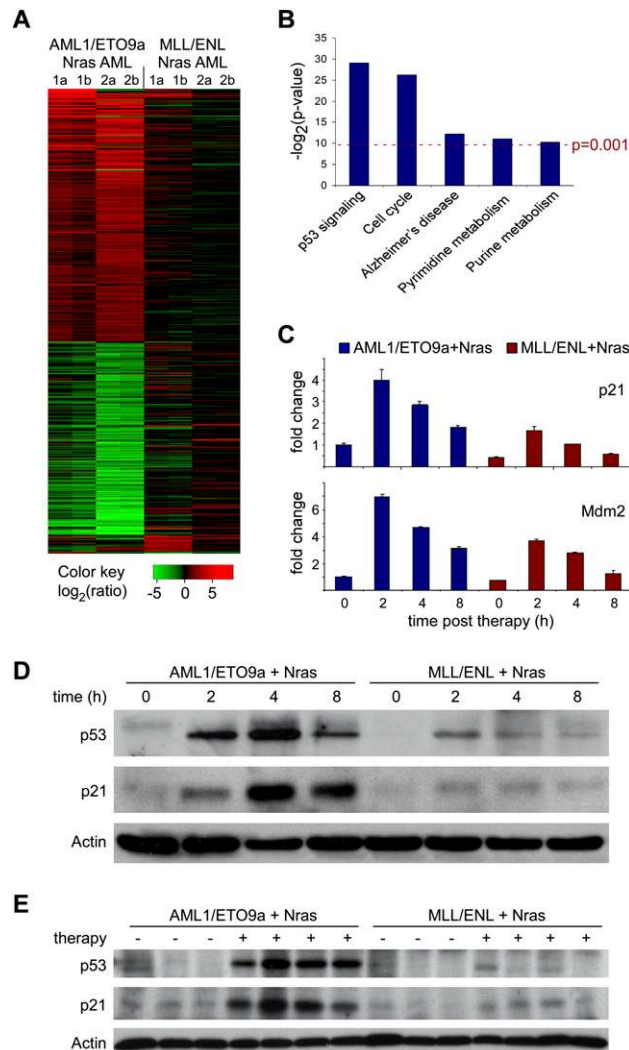 A
AML1/ETO9a MLL/ENL
Nras AML Nras AML
1a 1b 2a 2b 1a 1b 2a 2b
Color key
log2(ratio)
-5 0 5
B
-log2(p-value)
35
30
25
20
15
10
5
0
p=0.001
p53 signaling
Cell cycle
Alzheimer's disease
Pyrimidine metabolism
Purine metabolism
C
AML1/ETO9a+Nras MLL/ENL+Nras
p21
fold change
4
3
2
1
Mdm2
fold change
6
4
2
0 2 4 8 0 2 4 8
time post therapy (h)
D
AML1/ETO9a + Nras MLL/ENL + Nras
time (h) 0 2 4 8 0 2 4 8
p53
p21
Actin
E
AML1/ETO9a + Nras MLL/ENL + Nras
therapy - - - + + + + - - - + + + +
p53
p21
Actin